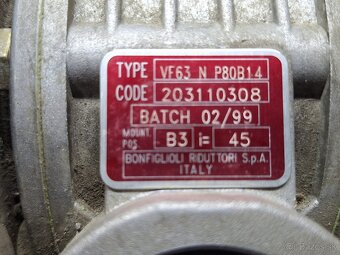 TYPE VF63 N P80B14
CODE 203110308
BATCH 02/99
MOUNT. POS. B3 i= 45
BONFIGLIOLI RIDUTTORI S.p.A.
ITALY